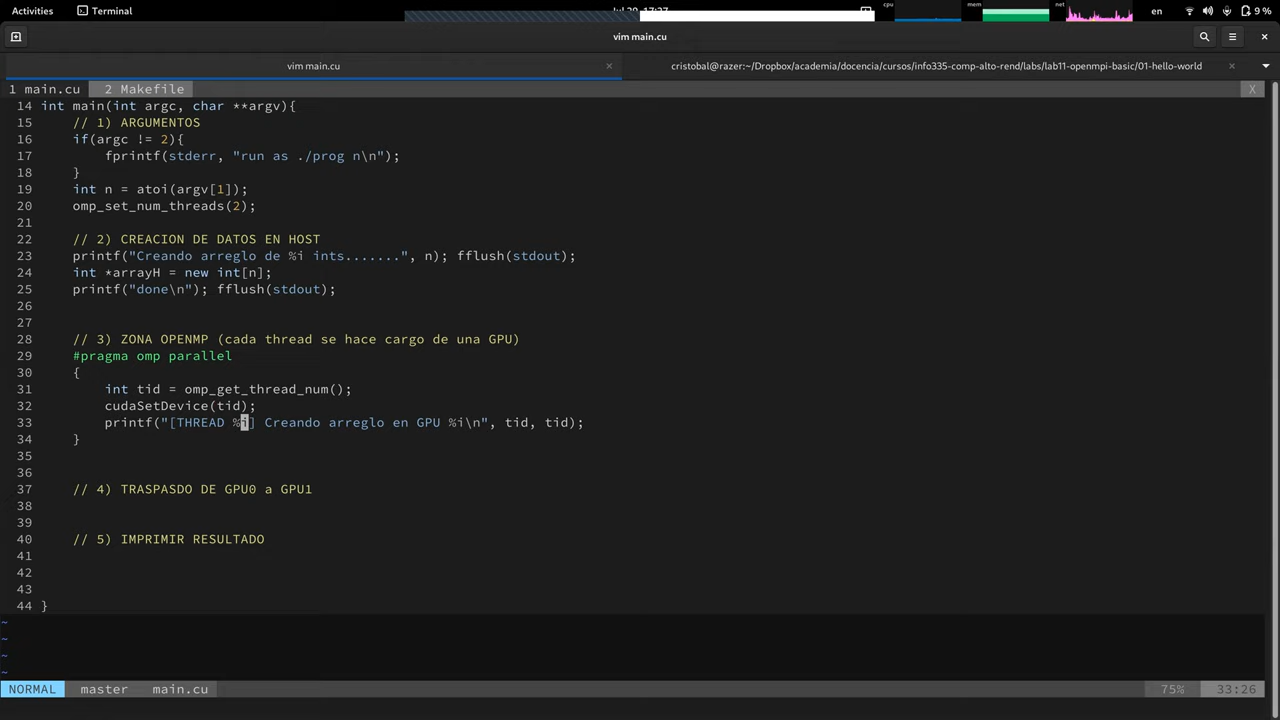 Activities Terminal cpu mem net en 9 %
vim main.cu
vim main.cu × cristobal@razer:~/Dropbox/academia/docencia/cursos/info335-comp-alto-rend/labs/lab11-openmpi-basic/01-hello-world ×
1 main.cu 2 Makefile X
14 int main(int argc, char **argv){
15 // 1) ARGUMENTOS
16 if(argc != 2){
17 fprintf(stderr, "run as ./prog n\n");
18 }
19 int n = atoi(argv[1]);
20 omp_set_num_threads(2);
21
22 // 2) CREACION DE DATOS EN HOST
23 printf("Creando arreglo de %i ints.......", n); fflush(stdout);
24 int *arrayH = new int[n];
25 printf("done\n"); fflush(stdout);
26
27
28 // 3) ZONA OPENMP (cada thread se hace cargo de una GPU)
29 #pragma omp parallel
30 {
31 int tid = omp_get_thread_num();
32 cudaSetDevice(tid);
33 printf("[THREAD %i] Creando arreglo en GPU %i\n", tid, tid);
34 }
35
36
37 // 4) TRASPASDO DE GPU0 a GPU1
38
39
40 // 5) IMPRIMIR RESULTADO
41
42
43
44 }
~
~
~
~
NORMAL master main.cu 75% 33:26